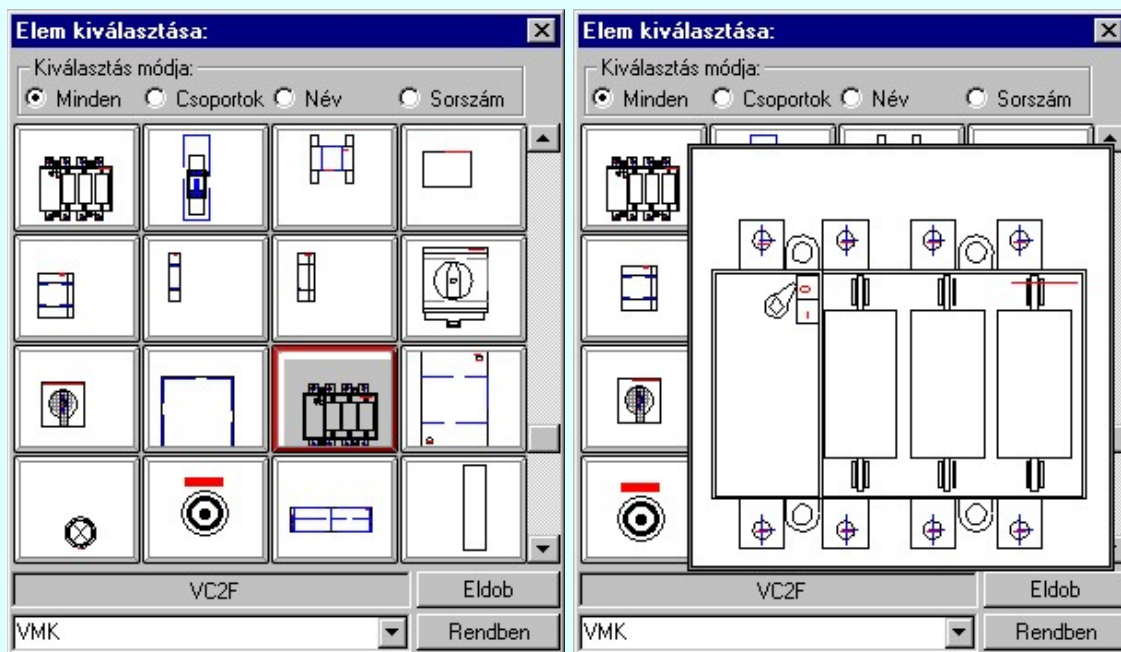 Elem kiválasztása:
Kiválasztás módja:
Minden Csoportok Név Sorszám
VC2F Eldob
VMK Rendben
Elem kiválasztása:
Kiválasztás módja:
Minden Csoportok Név Sorszám
VC2F Eldob
VMK Rendben